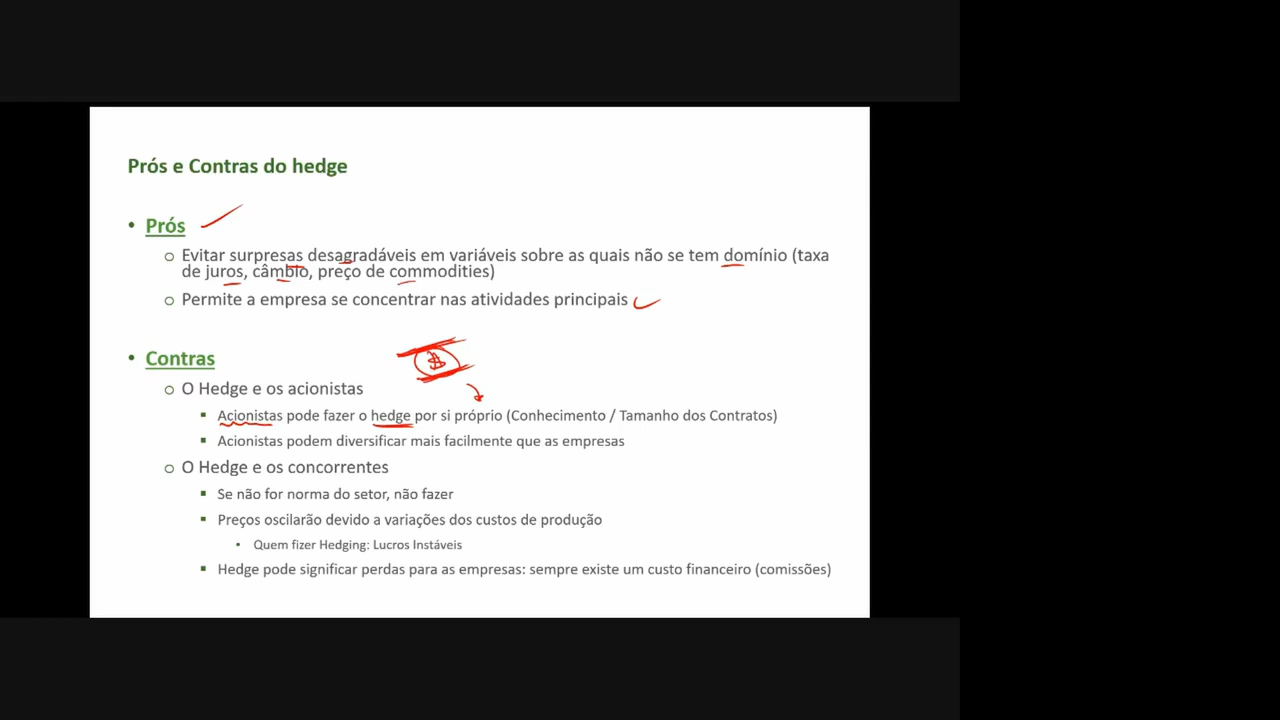 Prós e Contras do hedge
• Prós
o Evitar surpresas desagradáveis em variáveis sobre as quais não se tem domínio (taxa
de juros, câmbio, preço de commodities)
o Permite a empresa se concentrar nas atividades principais
• Contras
$
o O Hedge e os acionistas
▪ Acionistas pode fazer o hedge por si próprio (Conhecimento / Tamanho dos Contratos)
▪ Acionistas podem diversificar mais facilmente que as empresas
o O Hedge e os concorrentes
▪ Se não for norma do setor, não fazer
▪ Preços oscilarão devido a variações dos custos de produção
• Quem fizer Hedging: Lucros Instáveis
▪ Hedge pode significar perdas para as empresas: sempre existe um custo financeiro (comissões)